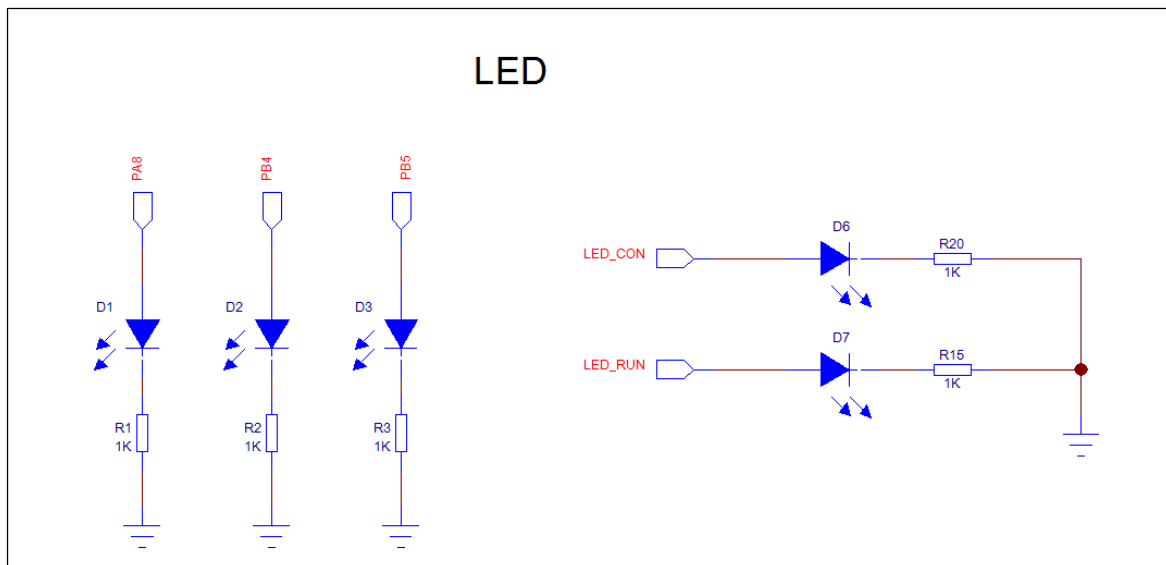 LED
PA8
PB4
PB5
D1
D2
D3
R1
1K
R2
1K
R3
1K
LED_CON
D6
R20
1K
LED_RUN
D7
R15
1K